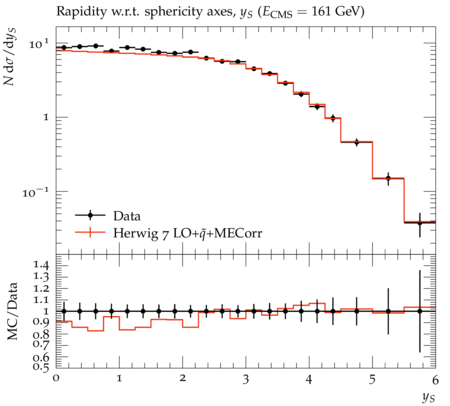 Rapidity w.r.t. sphericity axes, y_S (E_CMS = 161 GeV)
N dσ/dy_S
10^1
1
10^−1
Data
Herwig 7 LO+q̃+MECorr
MC/Data
1.4
1.3
1.2
1.1
1
0.9
0.8
0.7
0.6
0.5
0 1 2 3 4 5 6
y_S